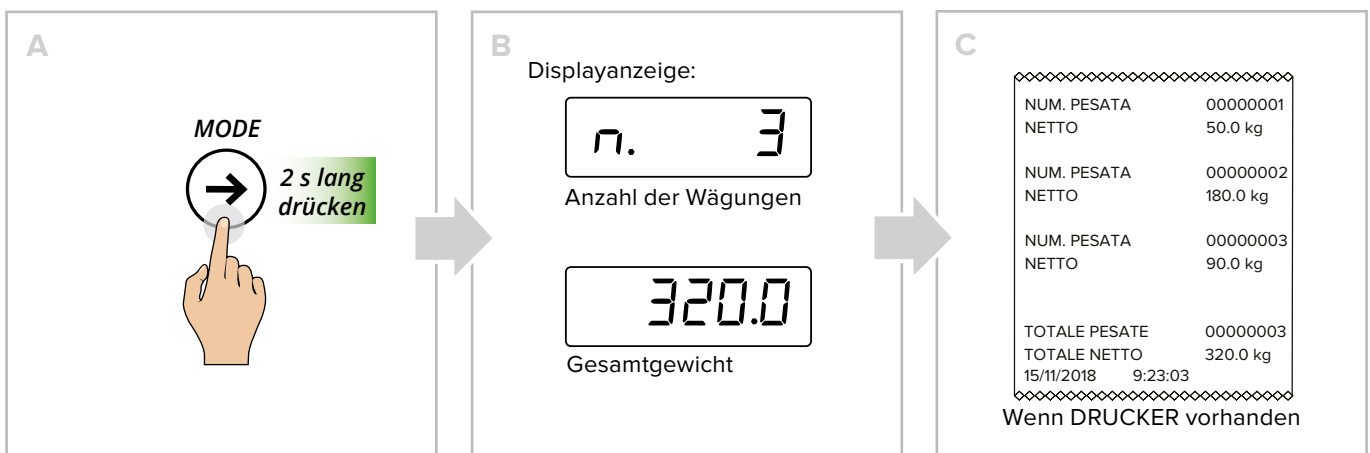 A
MODE
2 s lang
drücken
B
Displayanzeige:
n. 3
Anzahl der Wägungen
320.0
Gesamtgewicht
C
NUM. PESATA 00000001
NETTO 50.0 kg
NUM. PESATA 00000002
NETTO 180.0 kg
NUM. PESATA 00000003
NETTO 90.0 kg
TOTALE PESATE 00000003
TOTALE NETTO 320.0 kg
15/11/2018 9:23:03
Wenn DRUCKER vorhanden